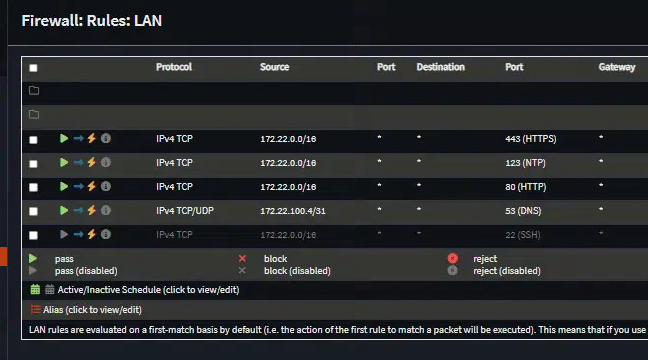 Firewall: Rules: LAN
Protocol Source Port Destination Port Gateway
IPv4 TCP 172.22.0.0/16 * * 443 (HTTPS) *
IPv4 TCP 172.22.0.0/16 * * 123 (NTP) *
IPv4 TCP 172.22.0.0/16 * * 80 (HTTP) *
IPv4 TCP/UDP 172.22.100.4/31 * * 53 (DNS) *
IPv4 TCP 172.22.0.0/16 * * 22 (SSH) *
pass block reject
pass (disabled) block (disabled) reject (disabled)
Active/Inactive Schedule (click to view/edit)
Alias (click to view/edit)
LAN rules are evaluated on a first-match basis by default (i.e. the action of the first rule to match a packet will be executed). This means that if you use